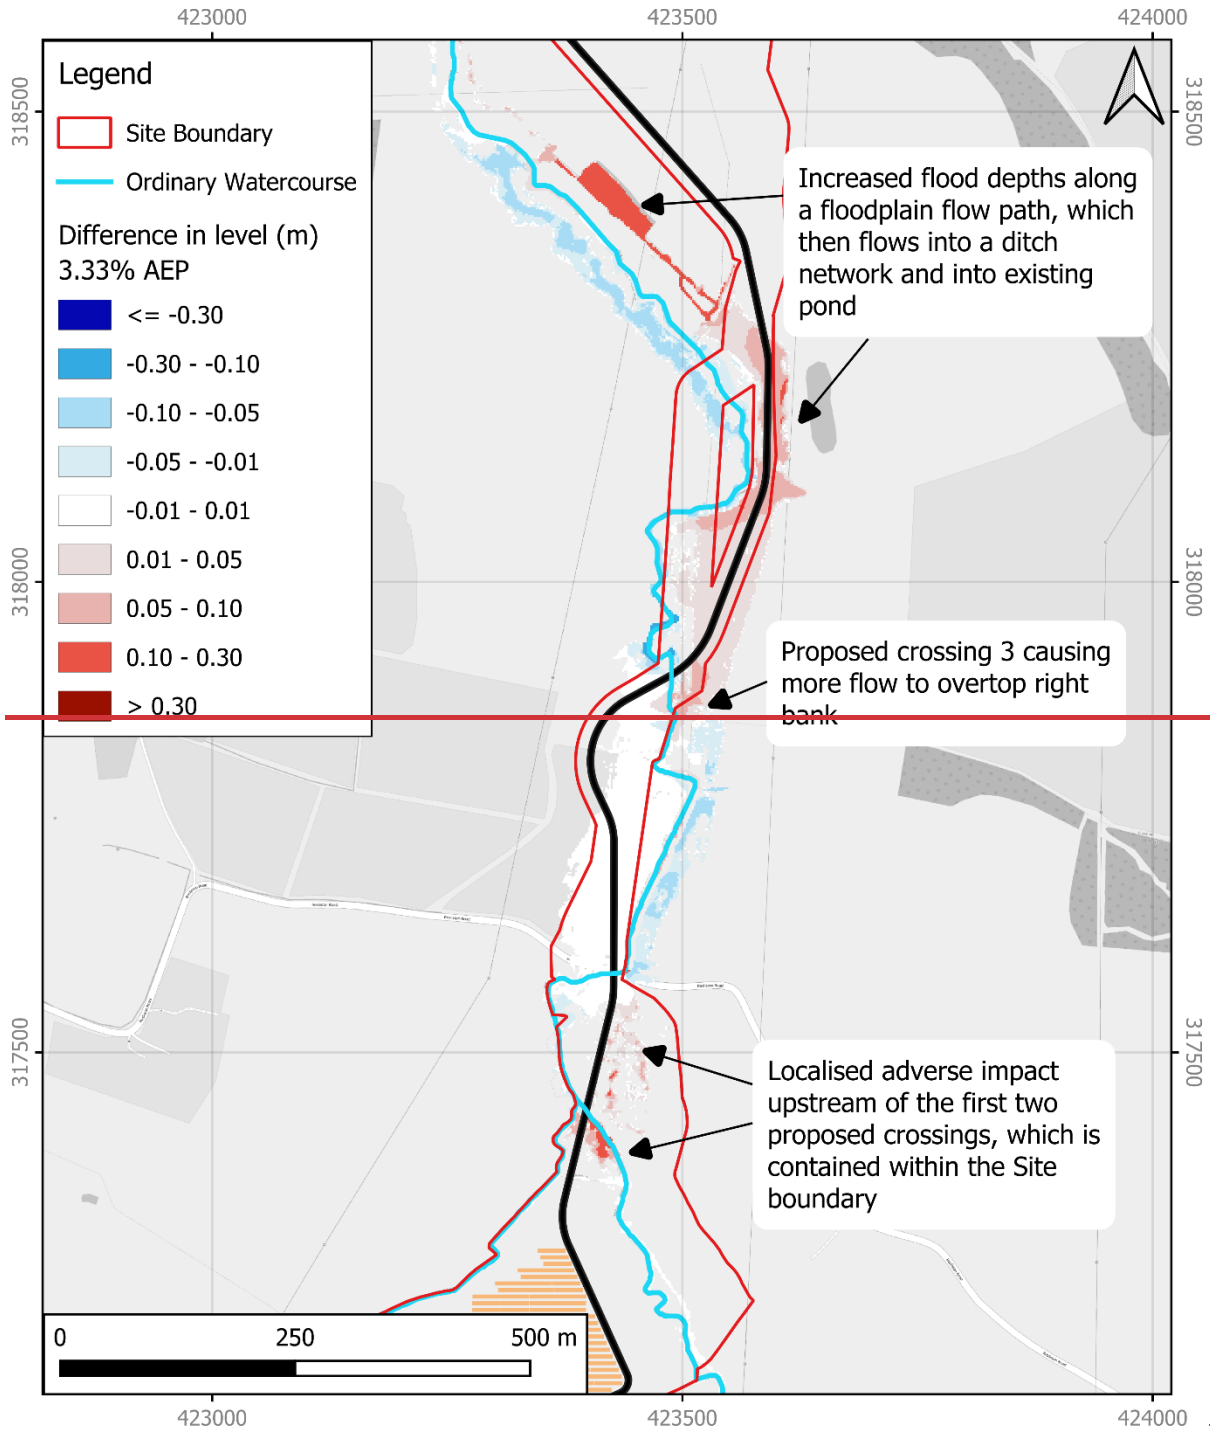 423000
423500
424000
318500
318500
Legend
Site Boundary
Ordinary Watercourse
Difference in level (m)
3.33% AEP
<= -0.30
-0.30 - -0.10
-0.10 - -0.05
-0.05 - -0.01
-0.01 - 0.01
0.01 - 0.05
0.05 - 0.10
0.10 - 0.30
> 0.30
Increased flood depths along
a floodplain flow path, which
then flows into a ditch
network and into existing
pond
318000
318000
Proposed crossing 3 causing
more flow to overtop right
bank
317500
317500
Localised adverse impact
upstream of the first two
proposed crossings, which is
contained within the Site
boundary
0
250
500 m
423000
423500
424000